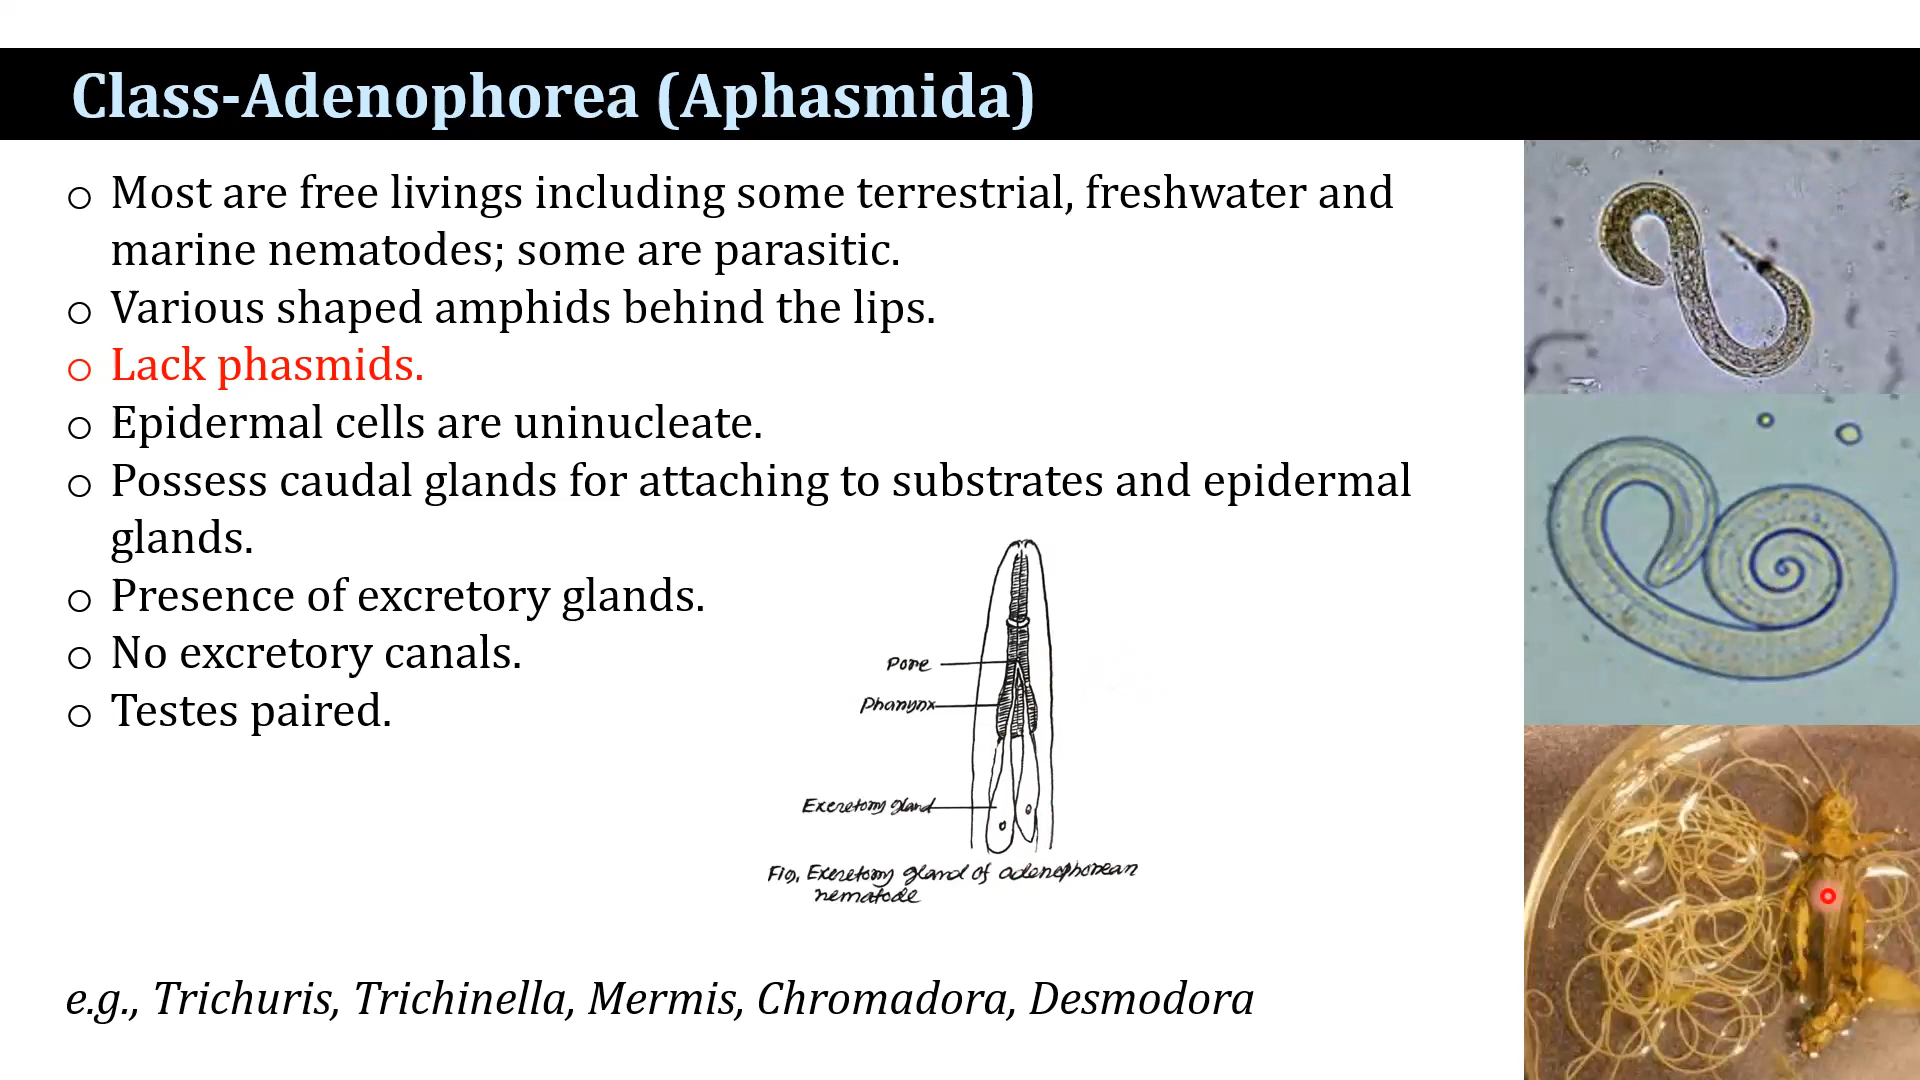 Class-Adenophorea (Aphasmida)
o Most are free livings including some terrestrial, freshwater and
marine nematodes; some are parasitic.
o Various shaped amphids behind the lips.
o Lack phasmids.
o Epidermal cells are uninucleate.
o Possess caudal glands for attaching to substrates and epidermal
glands.
o Presence of excretory glands.
o No excretory canals.
o Testes paired.
Pore
Pharynx
Excretory gland
Fig. Excretory gland of adenophorean
nematode
e.g., Trichuris, Trichinella, Mermis, Chromadora, Desmodora